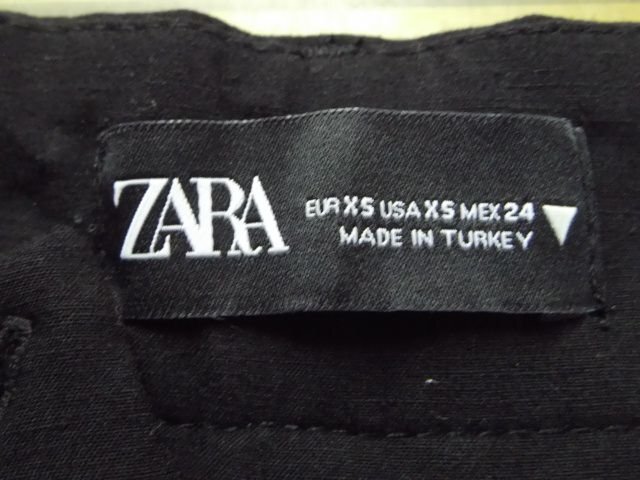 ZARA
EUR XS USA XS MEX 24
MADE IN TURKEY